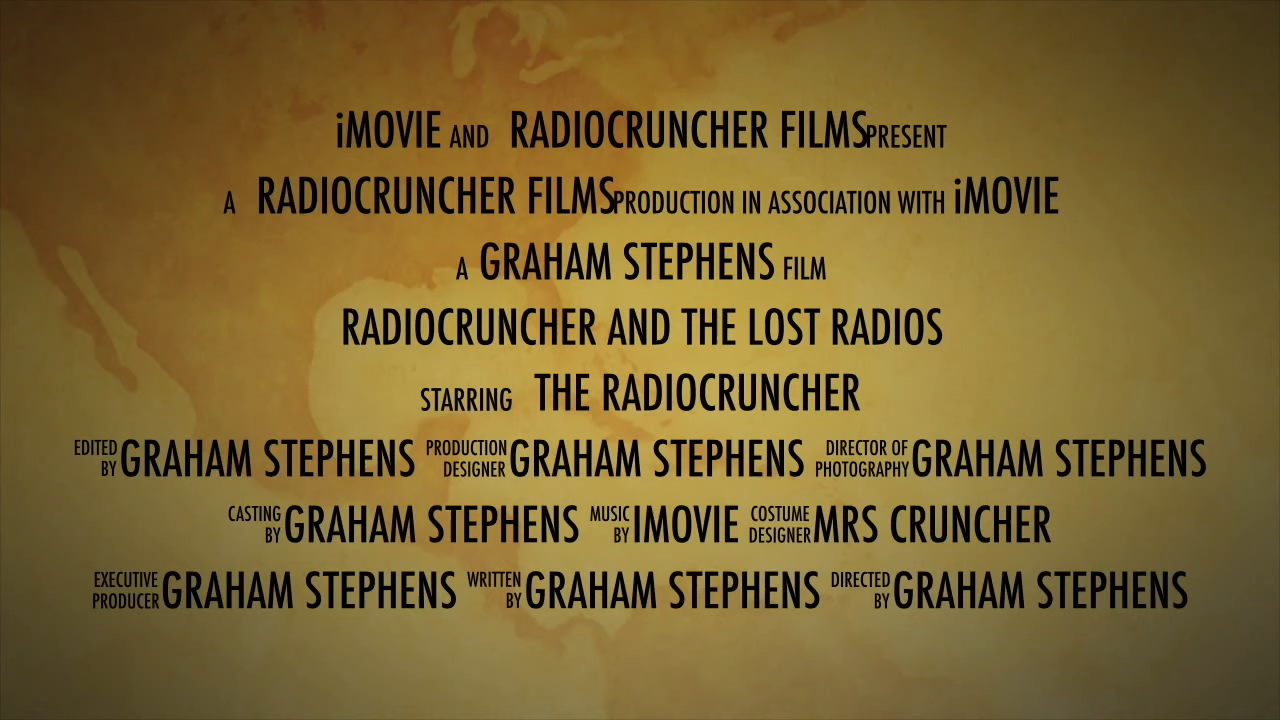 iMOVIE AND RADIOCRUNCHER FILMS PRESENT
A RADIOCRUNCHER FILMS PRODUCTION IN ASSOCIATION WITH iMOVIE
A GRAHAM STEPHENS FILM
RADIOCRUNCHER AND THE LOST RADIOS
STARRING THE RADIOCRUNCHER
EDITED BY GRAHAM STEPHENS PRODUCTION DESIGNER GRAHAM STEPHENS DIRECTOR OF PHOTOGRAPHY GRAHAM STEPHENS
CASTING BY GRAHAM STEPHENS MUSIC BY IMOVIE COSTUME DESIGNER MRS CRUNCHER
EXECUTIVE PRODUCER GRAHAM STEPHENS WRITTEN BY GRAHAM STEPHENS DIRECTED BY GRAHAM STEPHENS